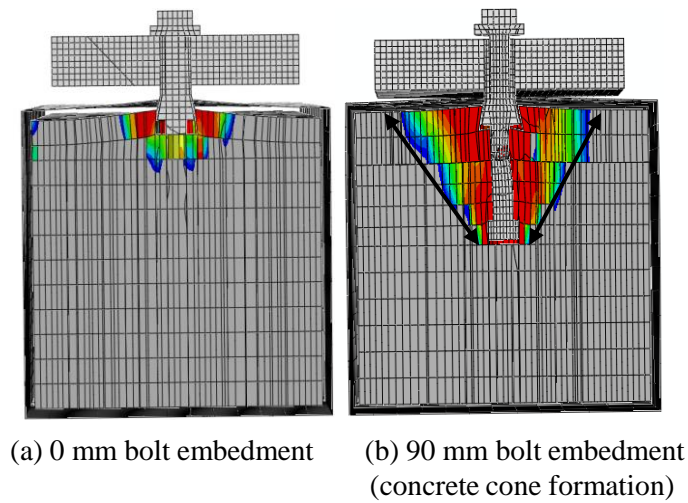 (a) 0 mm bolt embedment
(b) 90 mm bolt embedment
(concrete cone formation)